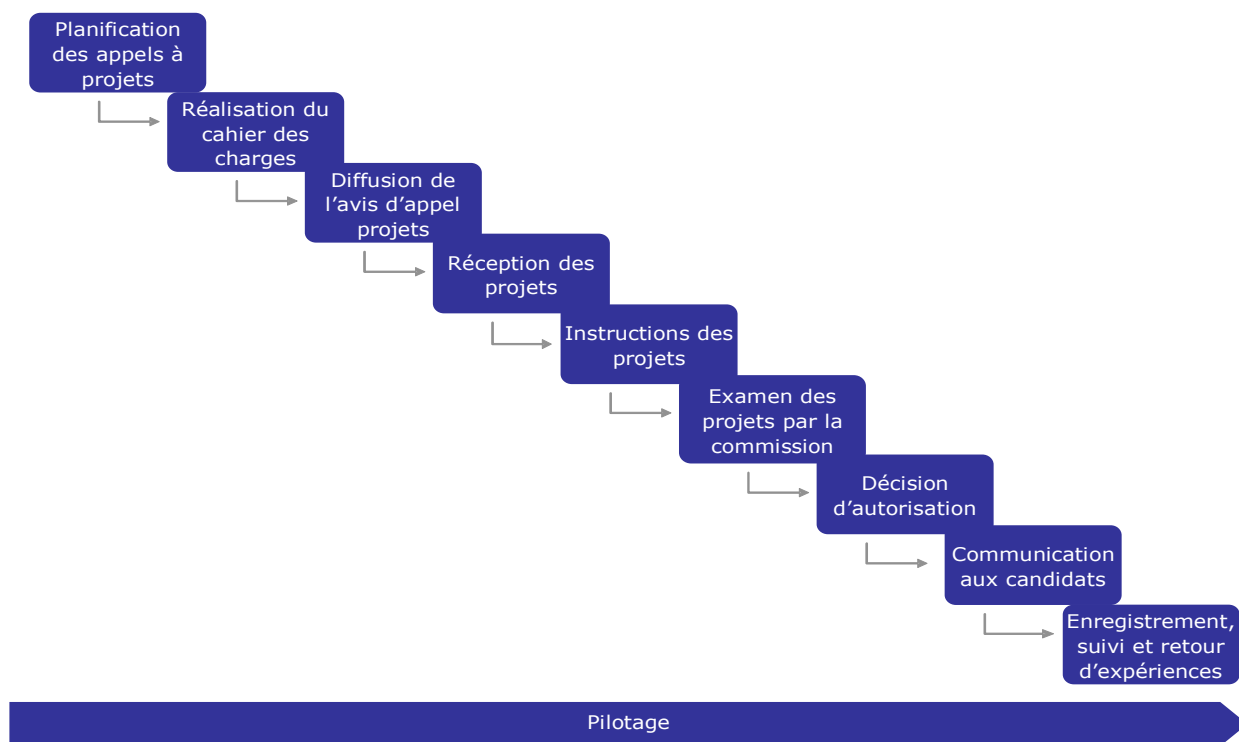 Planification
des appels à
projets
Réalisation du
cahier des
charges
Diffusion de
l’avis d’appel
projets
Réception des
projets
Instructions des
projets
Examen des
projets par la
commission
Décision
d’autorisation
Communication
aux candidats
Enregistrement,
suivi et retour
d’expériences
Pilotage